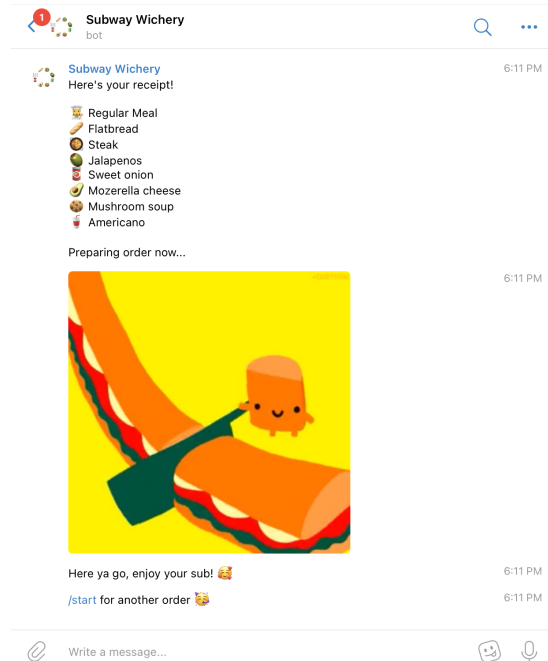 1
Subway Wichery
bot
Subway Wichery 6:11 PM
Here's your receipt!
👨‍🍳 Regular Meal
🥖 Flatbread
🥘 Steak
🫒 Jalapenos
🥫 Sweet onion
🥑 Mozerella cheese
🍪 Mushroom soup
🥤 Americano
Preparing order now...
6:11 PM
Here ya go, enjoy your sub! 🥰 6:11 PM
/start for another order 🥳 6:11 PM
Write a message...